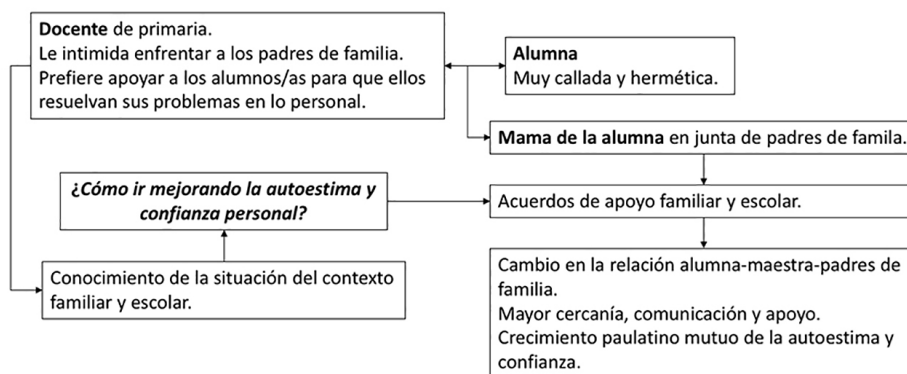 Docente de primaria.
Le intimida enfrentar a los padres de familia.
Prefiere apoyar a los alumnos/as para que ellos
resuelvan sus problemas en lo personal.
Alumna
Muy callada y hermética.
Mama de la alumna en junta de padres de famila.
¿Cómo ir mejorando la autoestima y
confianza personal?
Acuerdos de apoyo familiar y escolar.
Conocimiento de la situación del contexto
familiar y escolar.
Cambio en la relación alumna-maestra-padres de
familia.
Mayor cercanía, comunicación y apoyo.
Crecimiento paulatino mutuo de la autoestima y
confianza.